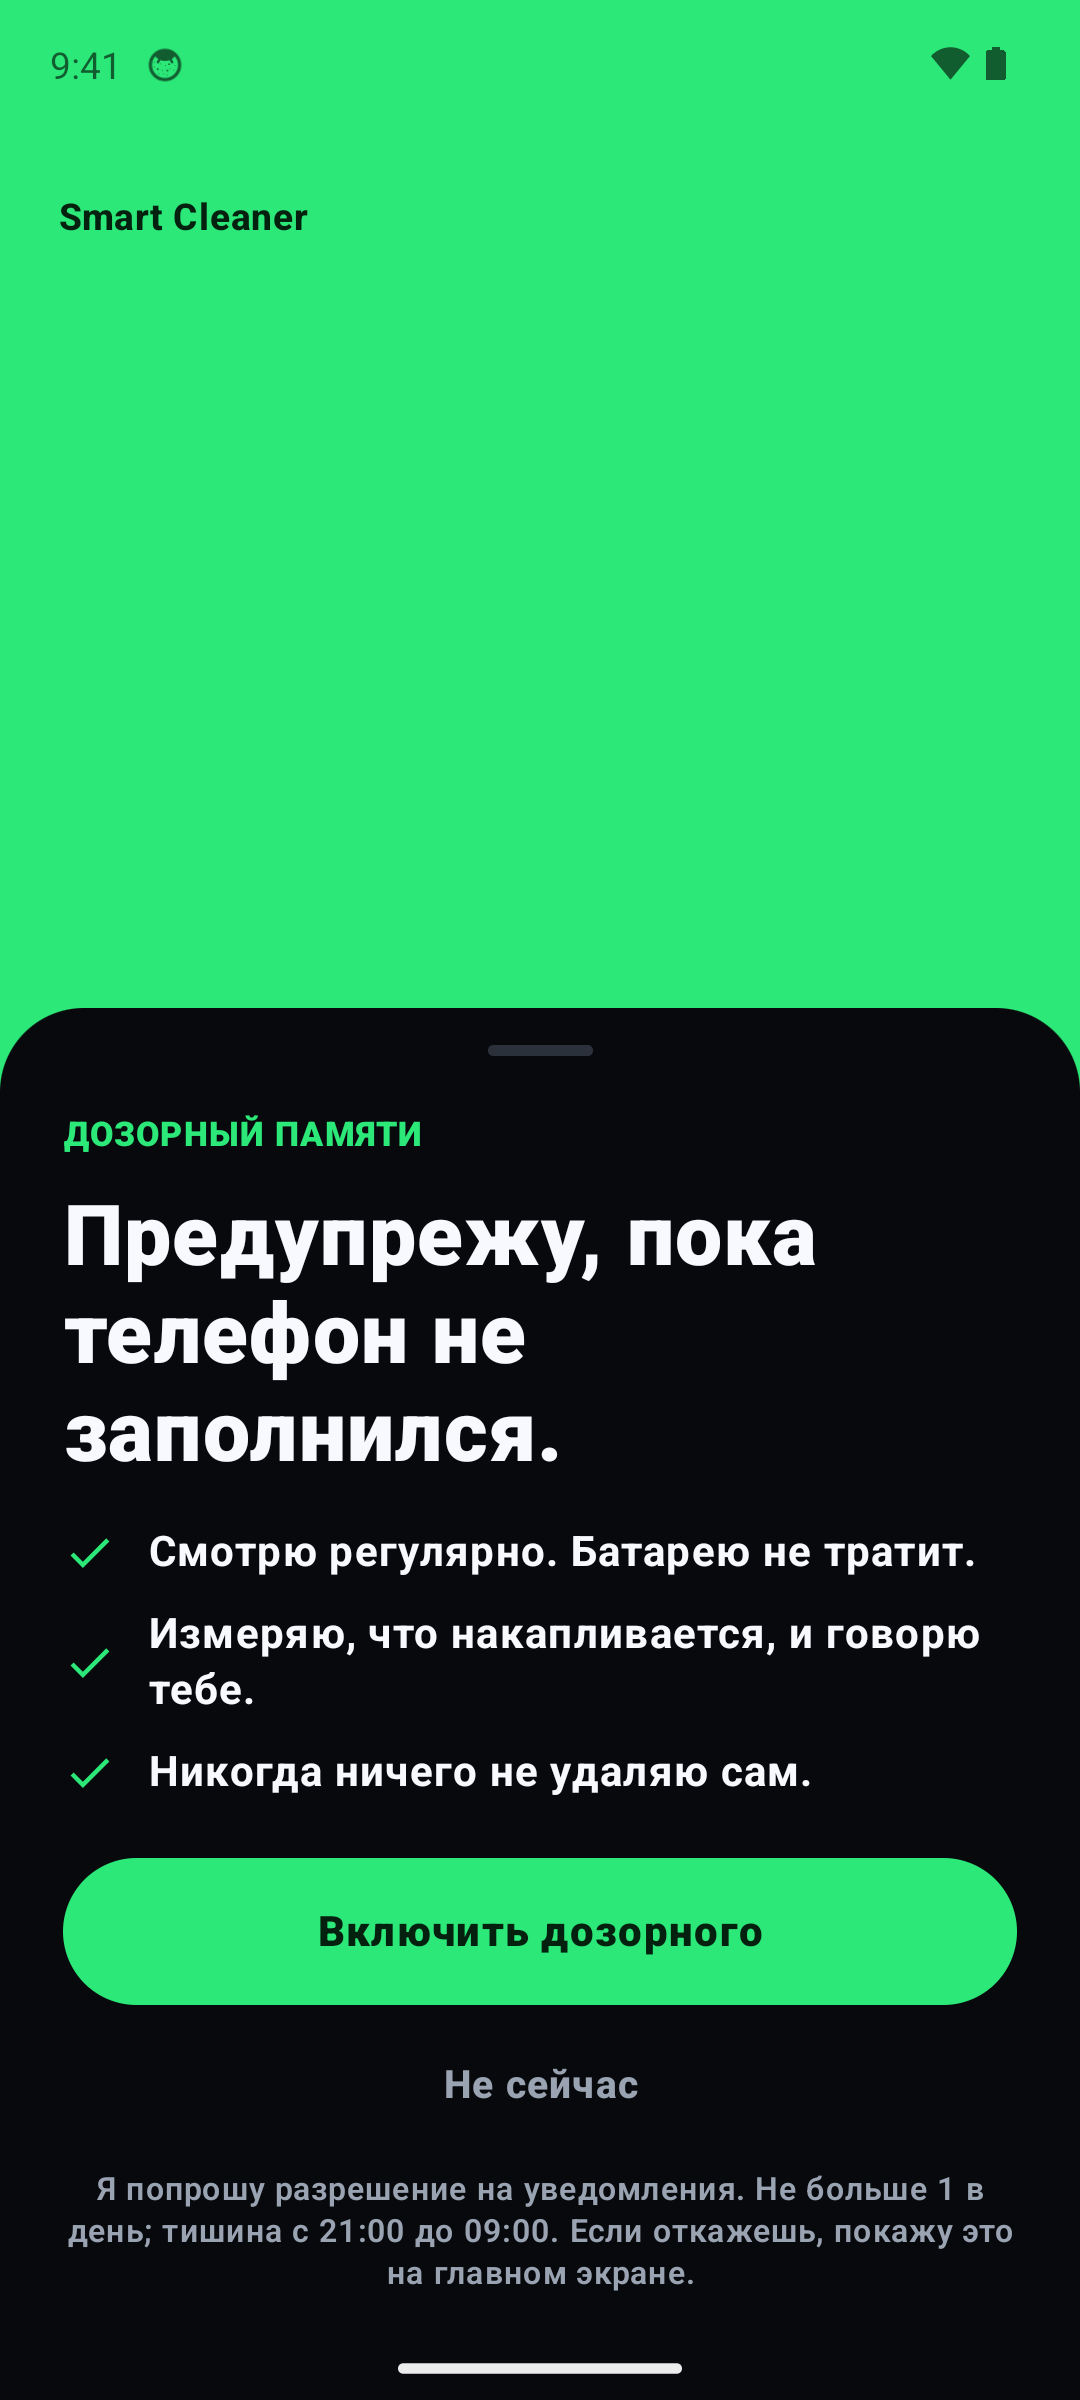 9:41
Smart Cleaner
ДОЗОРНЫЙ ПАМЯТИ
Предупрежу, пока
телефон не
заполнился.
Смотрю регулярно. Батарею не тратит.
Измеряю, что накапливается, и говорю
тебе.
Никогда ничего не удаляю сам.
Включить дозорного
Не сейчас
Я попрошу разрешение на уведомления. Не больше 1 в
день; тишина с 21:00 до 09:00. Если откажешь, покажу это
на главном экране.